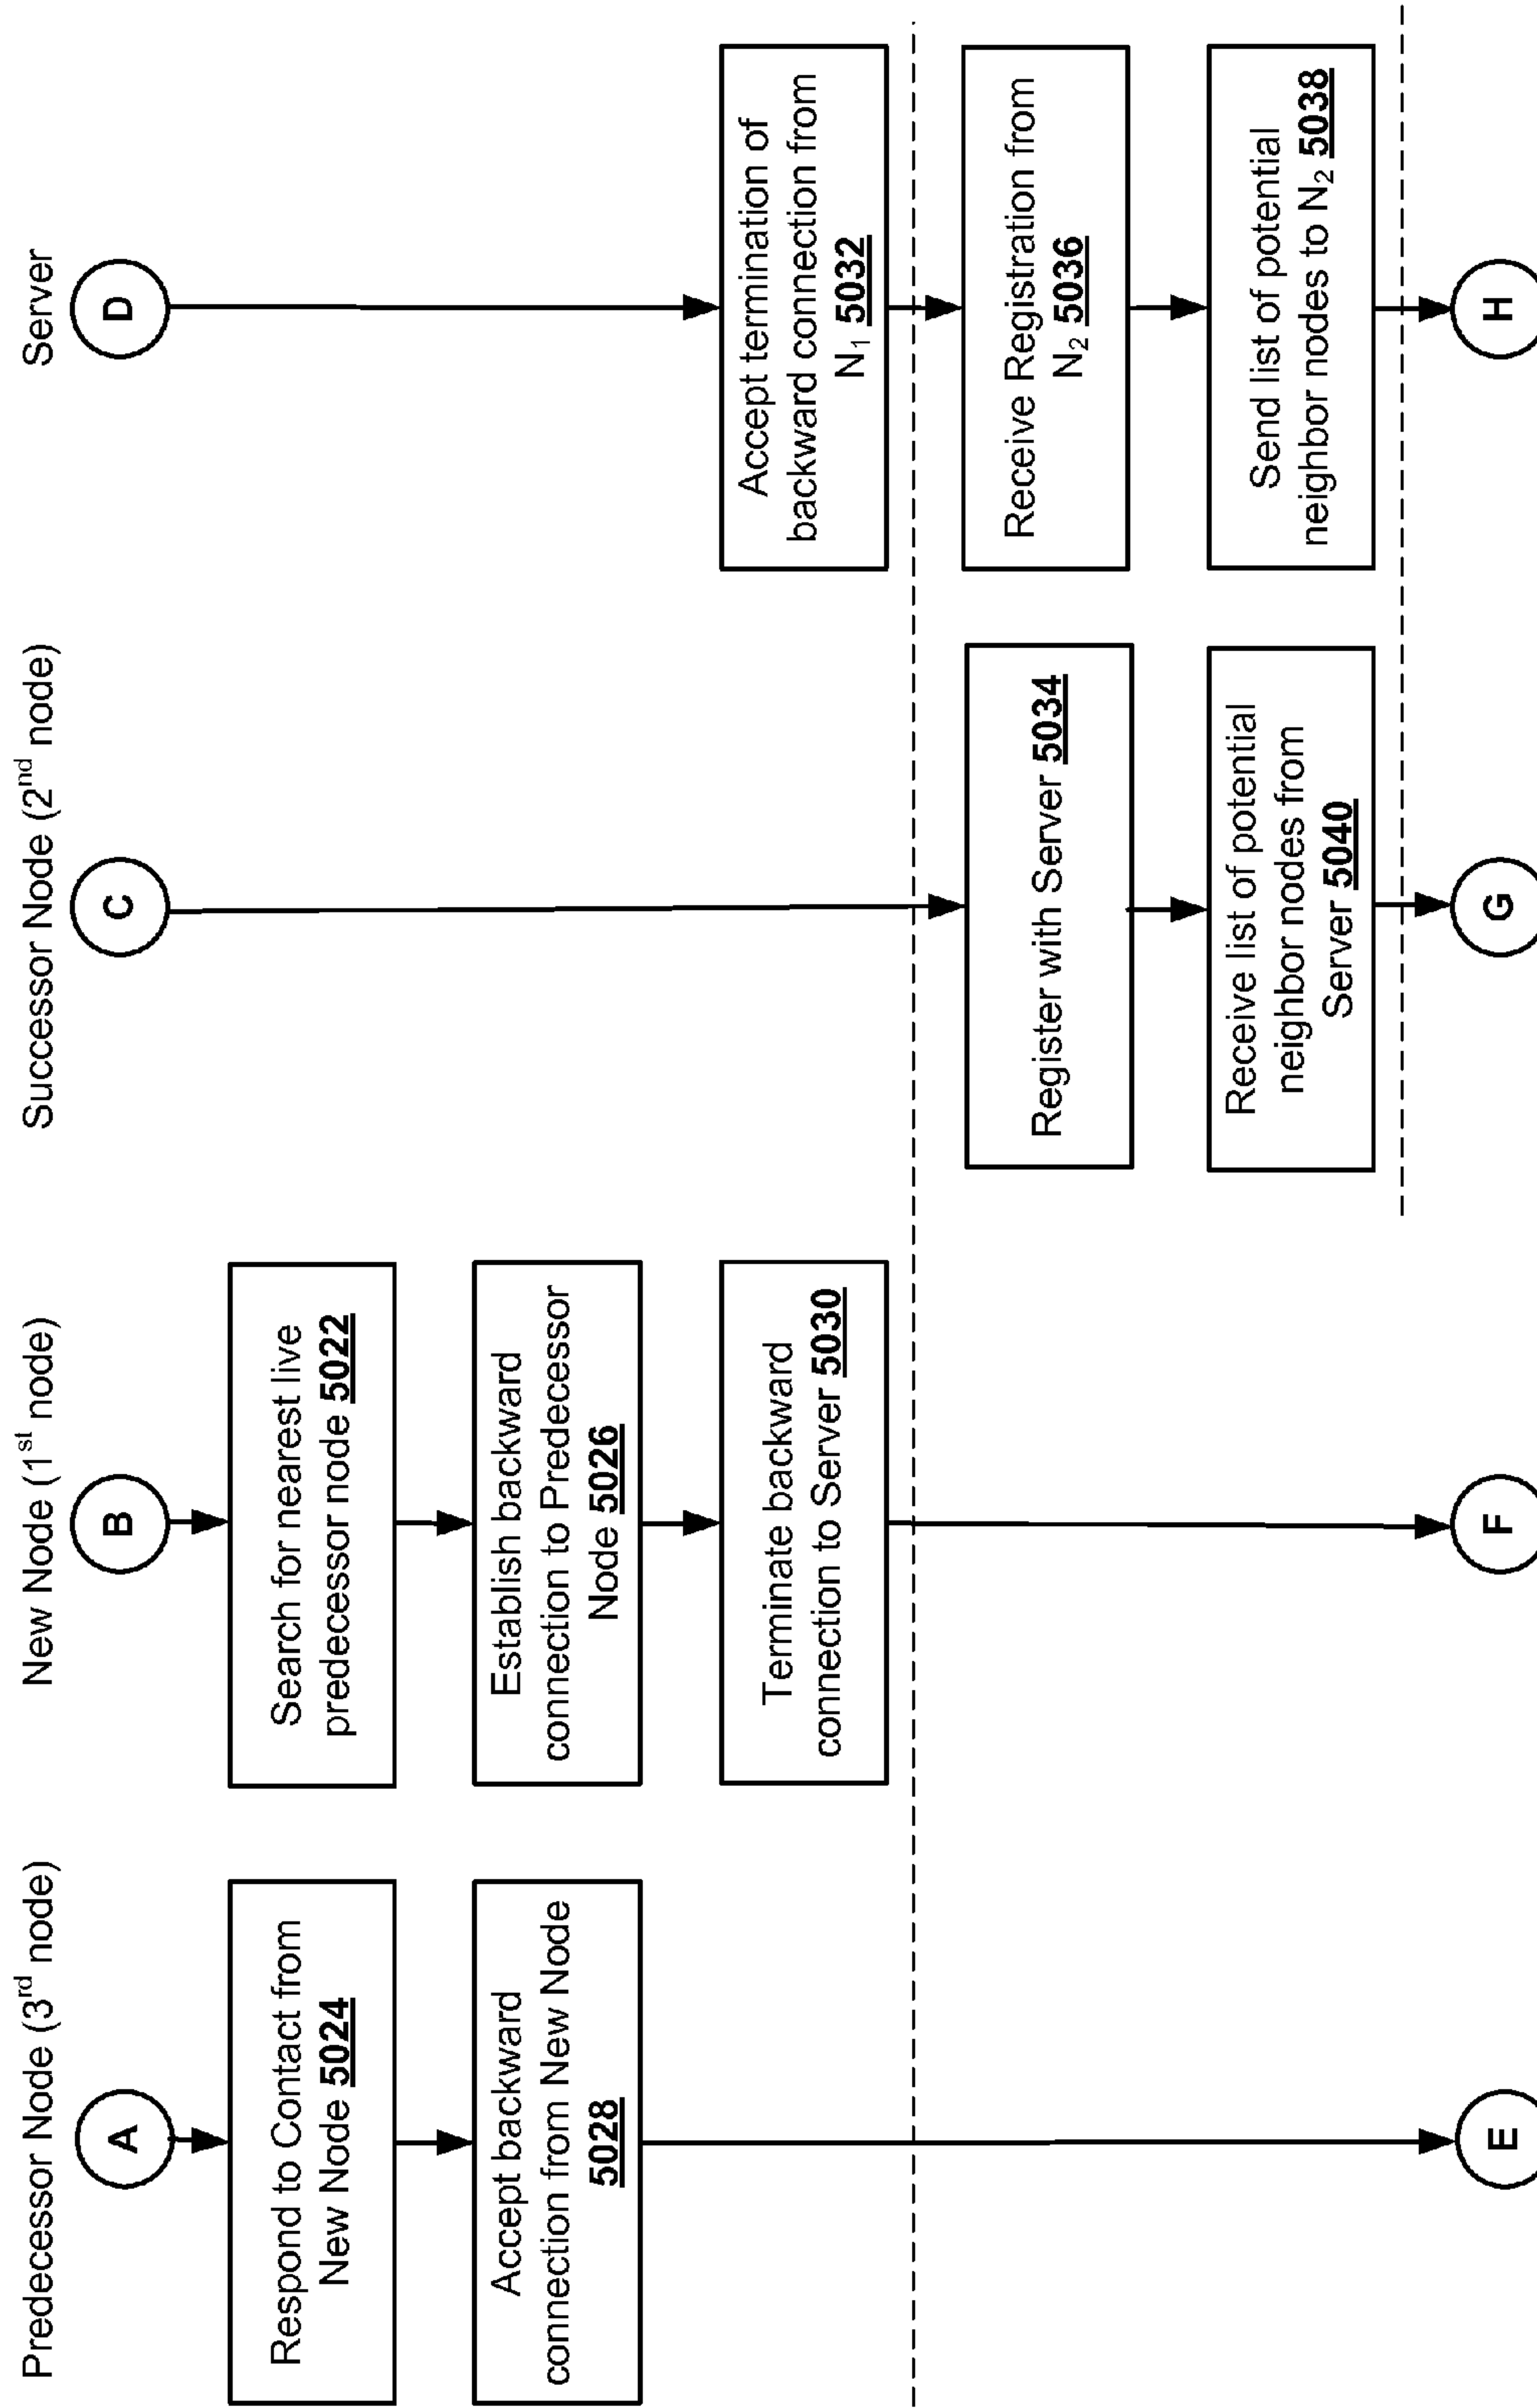 Predecessor Node (3rd node)
New Node (1st node)
Successor Node (2nd node)
Server
A
B
C
D
Respond to Contact from
New Node 5024
Search for nearest live
predecessor node 5022
Accept backward
connection from New Node
5028
Establish backward
connection to Predecessor
Node 5026
Terminate backward
connection to Server 5030
Accept termination of
backward connection from
N₁ 5032
Register with Server 5034
Receive Registration from
N₂ 5036
Receive list of potential
neighbor nodes from
Server 5040
Send list of potential
neighbor nodes to N₂ 5038
E
F
G
H